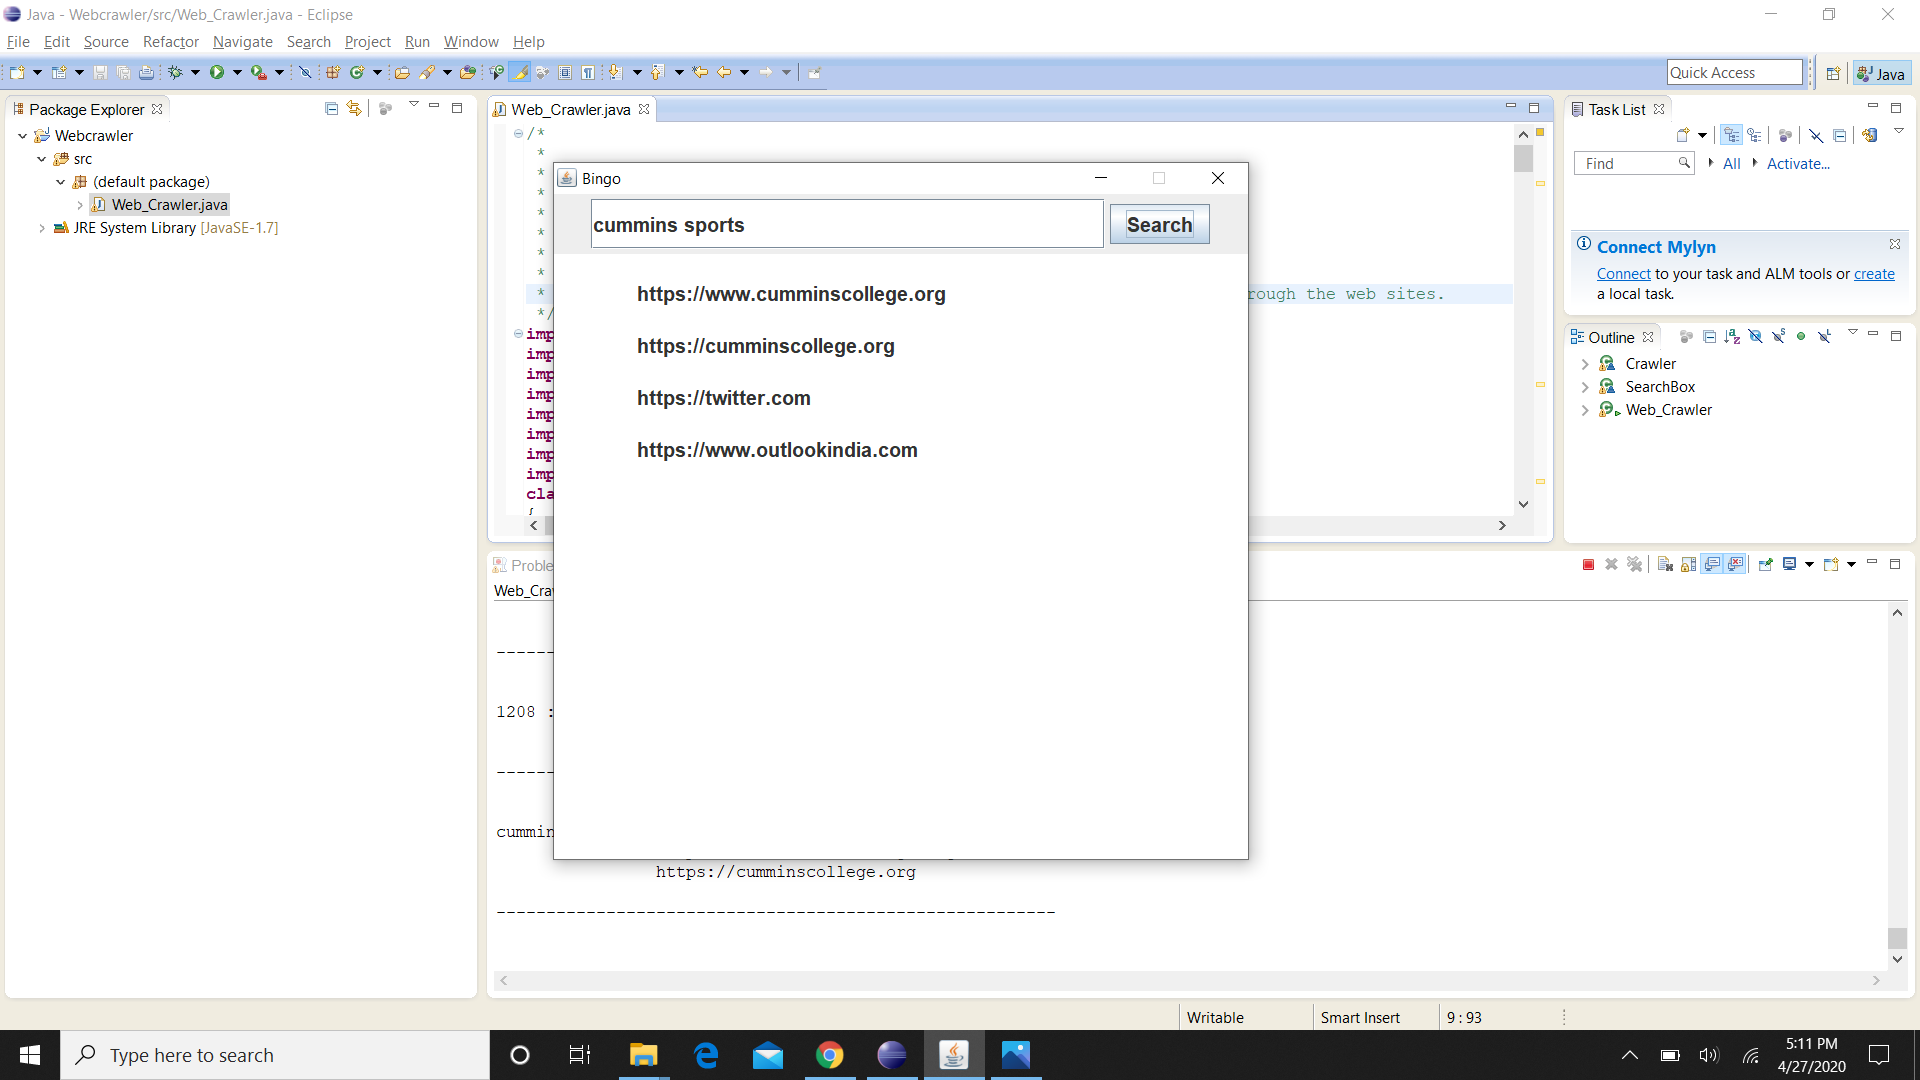 Java - Webcrawler/src/Web_Crawler.java - Eclipse
File Edit Source Refactor Navigate Search Project Run Window Help
Quick Access
Java
Package Explorer
Webcrawler
src
(default package)
Web_Crawler.java
JRE System Library [JavaSE-1.7]
Web_Crawler.java
/*
*
*
*
*
*
*
*
* rough the web sites.
*/
imp
imp
imp
imp
imp
imp
imp
imp
cla
{
Bingo
cummins sports
Search
https://www.cumminscollege.org
https://cumminscollege.org
https://twitter.com
https://www.outlookindia.com
Task List
Find
All
Activate...
Connect Mylyn
Connect to your task and ALM tools or create
a local task.
Outline
Crawler
SearchBox
Web_Crawler
Proble
Web_Cra
------
1208 :
------
cummin
https://cumminscollege.org
--------------------------------------------------------
Writable
Smart Insert
9 : 93
Type here to search
5:11 PM
4/27/2020